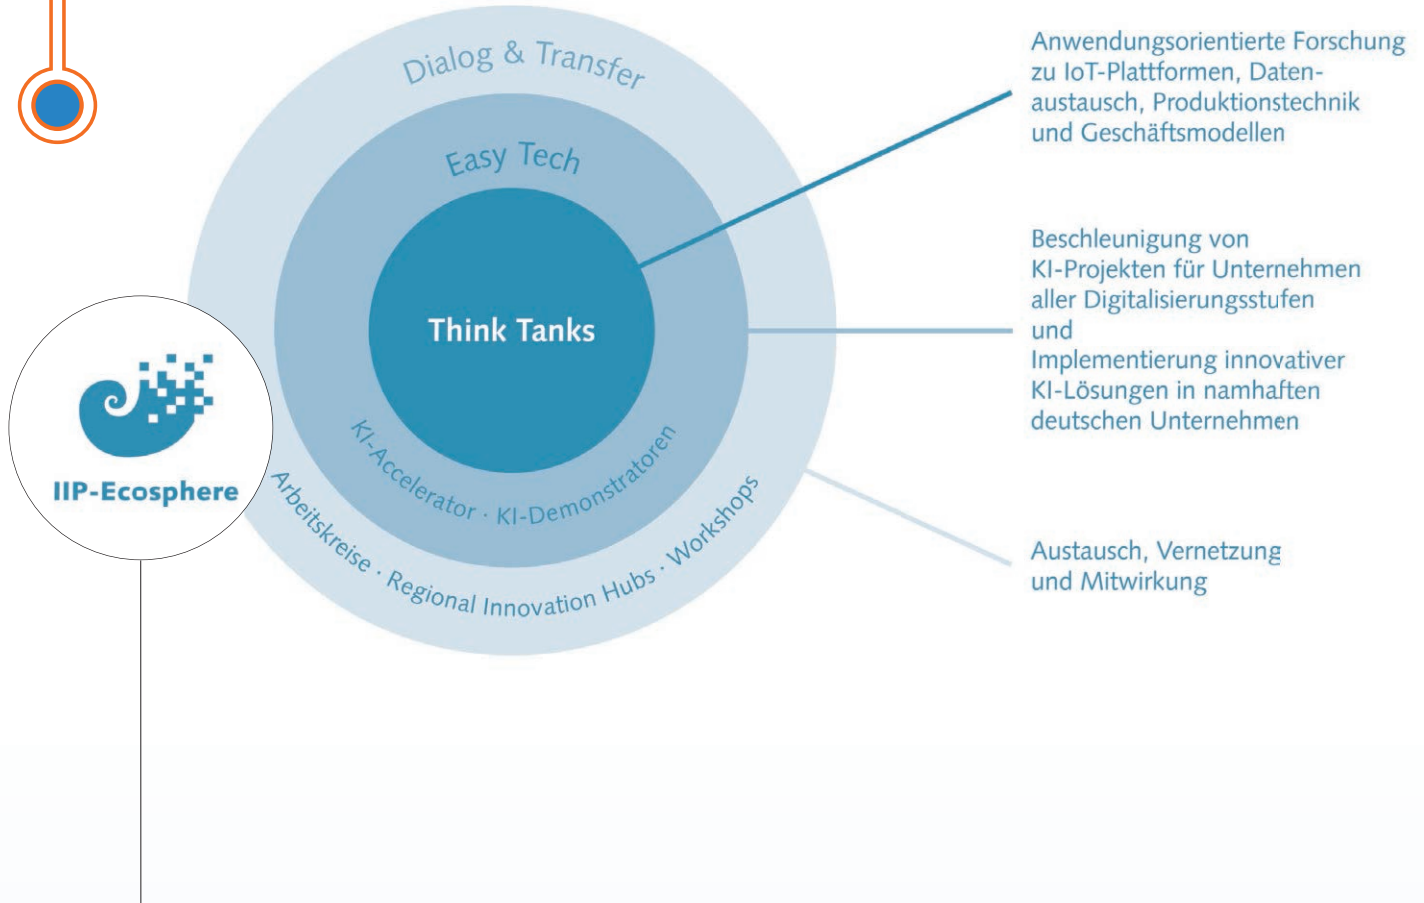 Dialog & Transfer
Easy Tech
Think Tanks
KI-Accelerator · KI-Demonstratoren
Arbeitskreise · Regional Innovation Hubs · Workshops
IIP-Ecosphere
Anwendungsorientierte Forschung
zu IoT-Plattformen, Daten-
austausch, Produktionstechnik
und Geschäftsmodellen
Beschleunigung von
KI-Projekten für Unternehmen
aller Digitalisierungsstufen
und
Implementierung innovativer
KI-Lösungen in namhaften
deutschen Unternehmen
Austausch, Vernetzung
und Mitwirkung